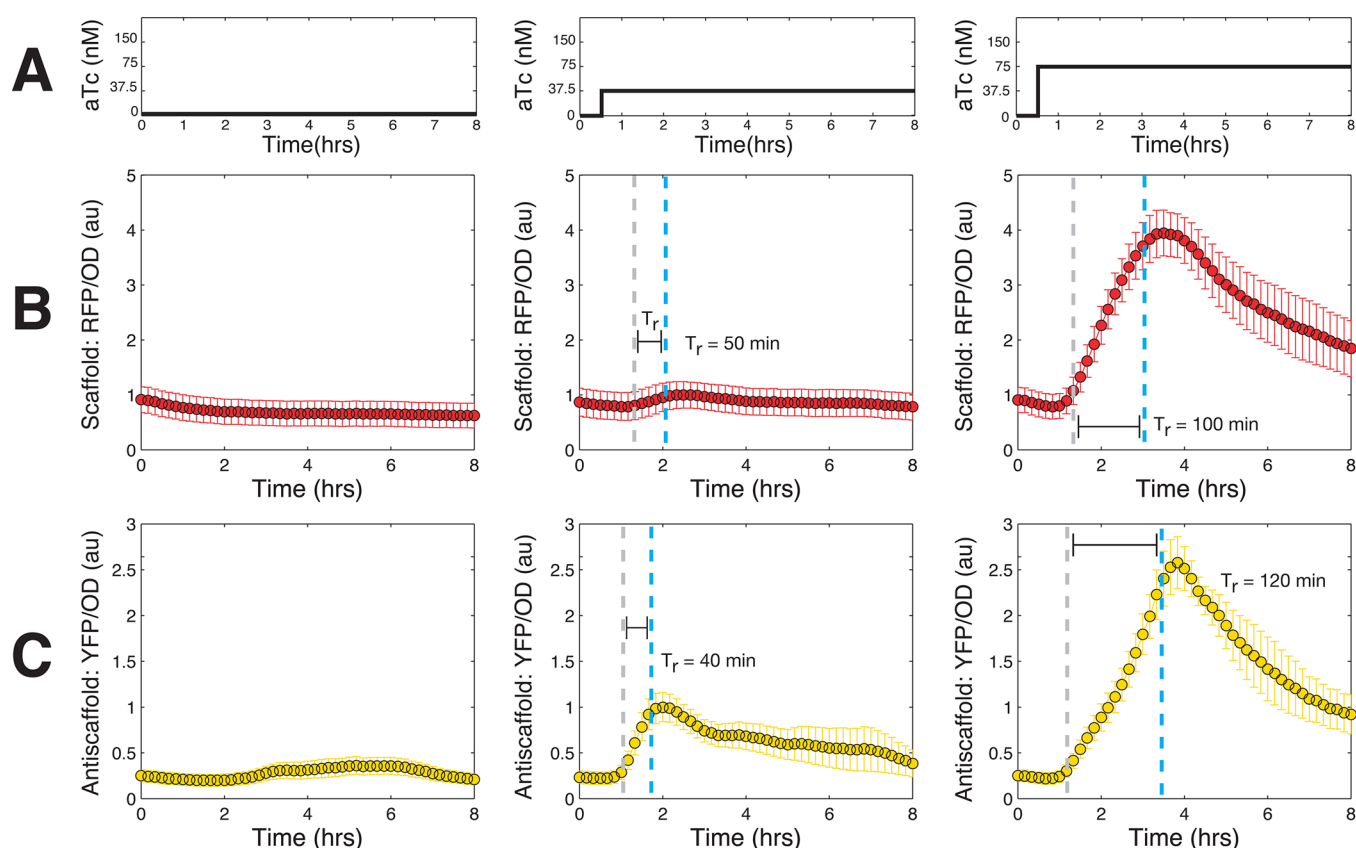 A
aTc (nM)
150
75
37.5
0
0 1 2 3 4 5 6 7 8
Time(hrs)
aTc (nM)
150
75
37.5
0
0 1 2 3 4 5 6 7 8
Time(hrs)
aTc (nM)
150
75
37.5
0
0 1 2 3 4 5 6 7 8
Time(hrs)
B
Scaffold: RFP/OD (au)
5
4
3
2
1
0
0 2 4 6 8
Time (hrs)
Scaffold: RFP/OD (au)
5
4
3
2
1
0
Tr
Tr = 50 min
0 2 4 6 8
Time (hrs)
Scaffold: RFP/OD (au)
5
4
3
2
1
0
Tr = 100 min
0 2 4 6 8
Time (hrs)
C
Antiscaffold: YFP/OD (au)
3
2.5
2
1.5
1
0.5
0
0 2 4 6 8
Time (hrs)
Antiscaffold: YFP/OD (au)
3
2.5
2
1.5
1
0.5
0
Tr = 40 min
0 2 4 6 8
Time (hrs)
Antiscaffold: YFP/OD (au)
3
2.5
2
1.5
1
0.5
0
Tr = 120 min
0 2 4 6 8
Time (hrs)